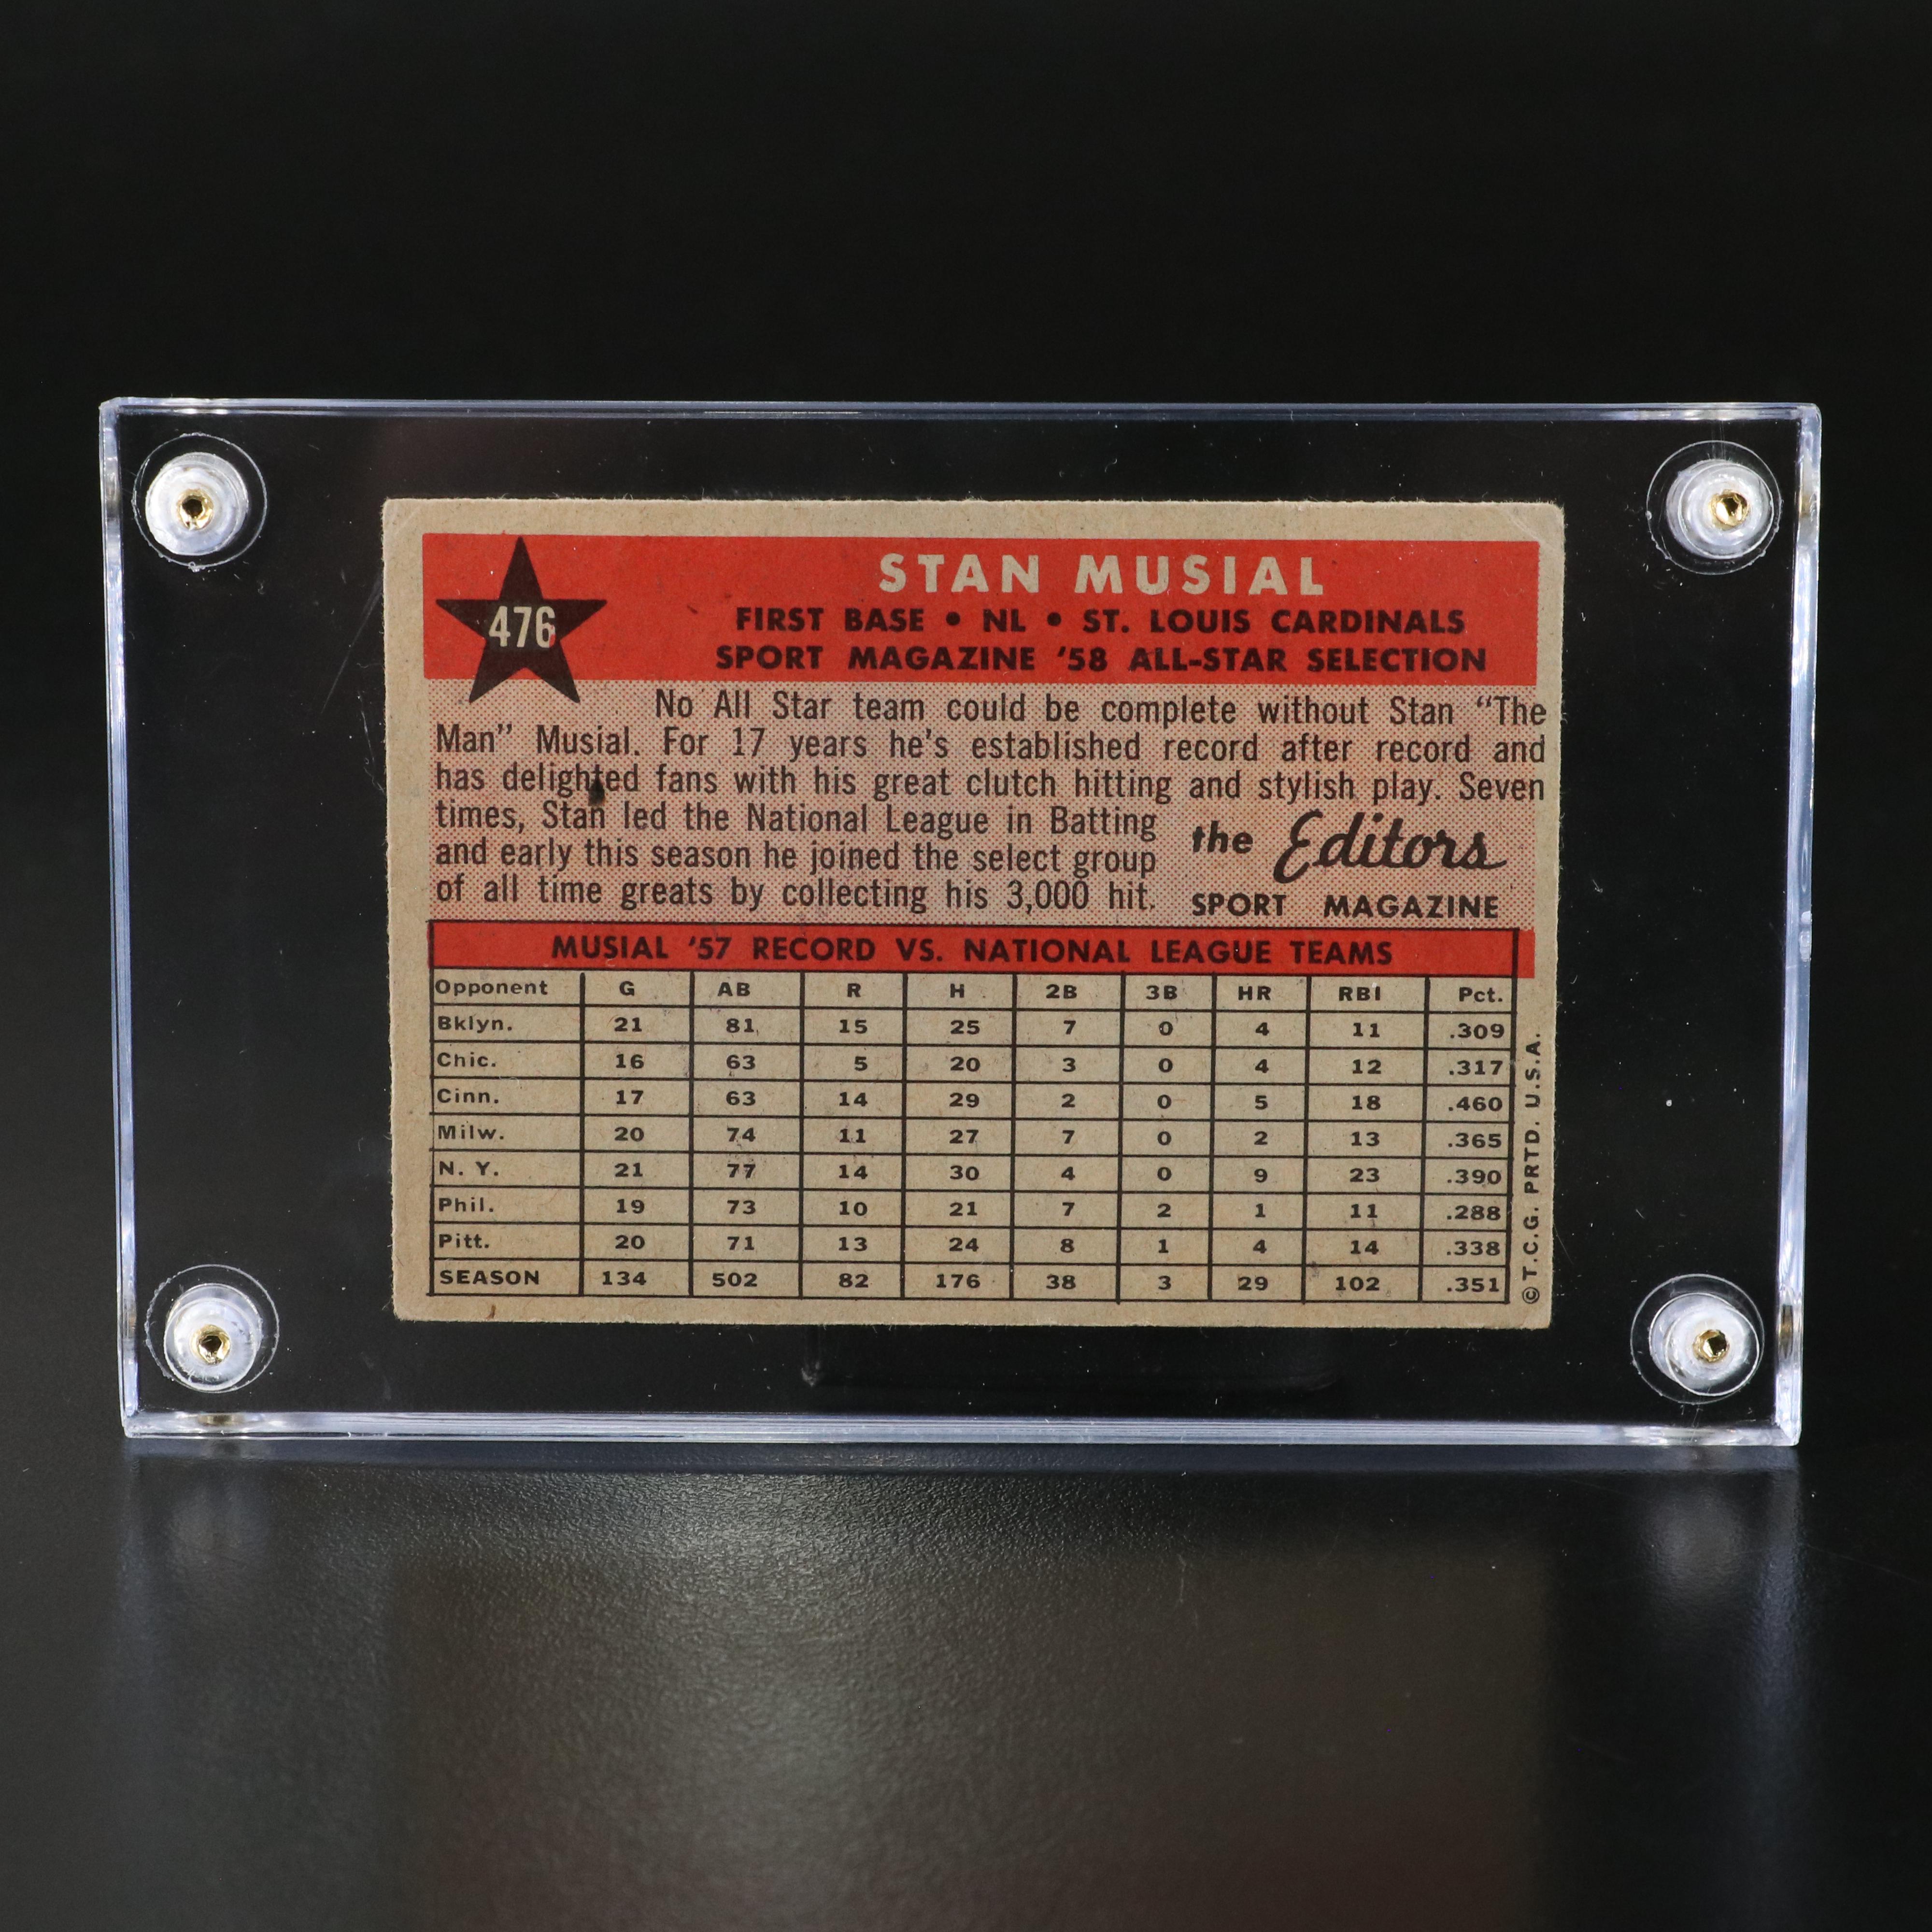 476
STAN MUSIAL
FIRST BASE • NL • ST. LOUIS CARDINALS
SPORT MAGAZINE '58 ALL-STAR SELECTION
No All Star team could be complete without Stan “The
Man” Musial. For 17 years he's established record after record and
has delighted fans with his great clutch hitting and stylish play. Seven
times, Stan led the National League in Batting
and early this season he joined the select group
of all time greats by collecting his 3,000 hit.
the Editors
SPORT MAGAZINE
MUSIAL '57 RECORD VS. NATIONAL LEAGUE TEAMS
Opponent G AB R H 2B 3B HR RBI Pct.
Bklyn. 21 81 15 25 7 0 4 11 .309
Chic. 16 63 5 20 3 0 4 12 .317
Cinn. 17 63 14 29 2 0 5 18 .460
Milw. 20 74 11 27 7 0 2 13 .365
N. Y. 21 77 14 30 4 0 9 23 .390
Phil. 19 73 10 21 7 2 1 11 .288
Pitt. 20 71 13 24 8 1 4 14 .338
SEASON 134 502 82 176 38 3 29 102 .351
© T.C.G. PRTD. U.S.A.